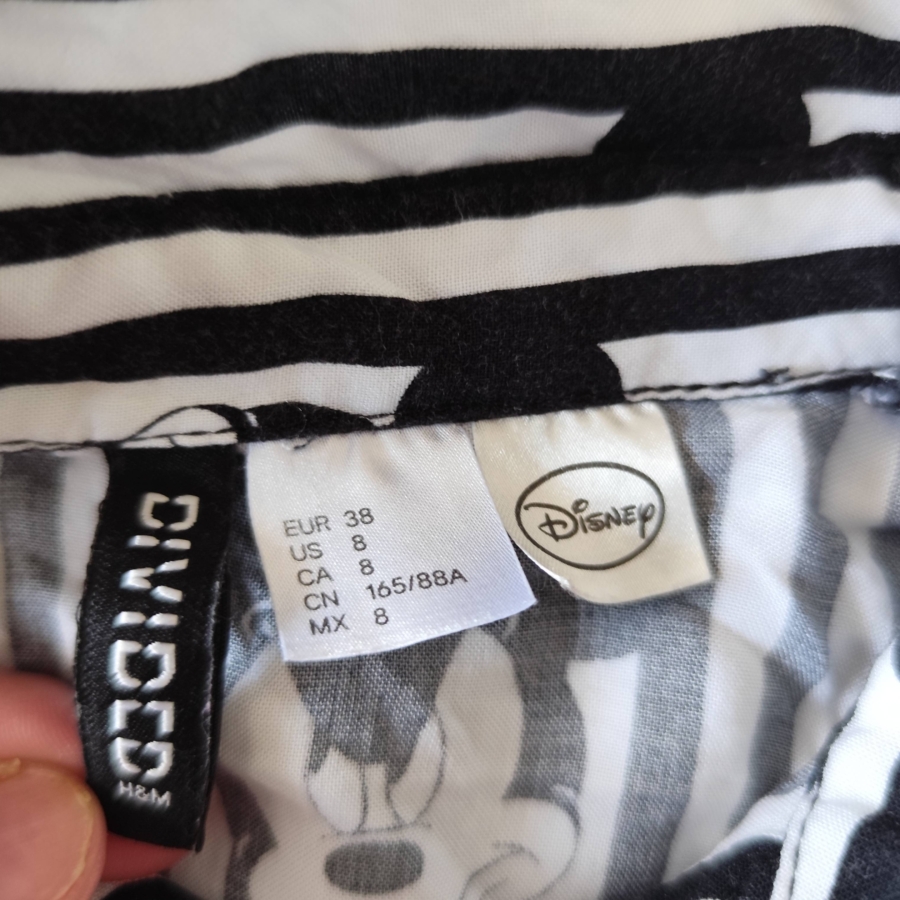 DIVIDED
H&M
EUR 38
US 8
CA 8
CN 165/88A
MX 8
Disney